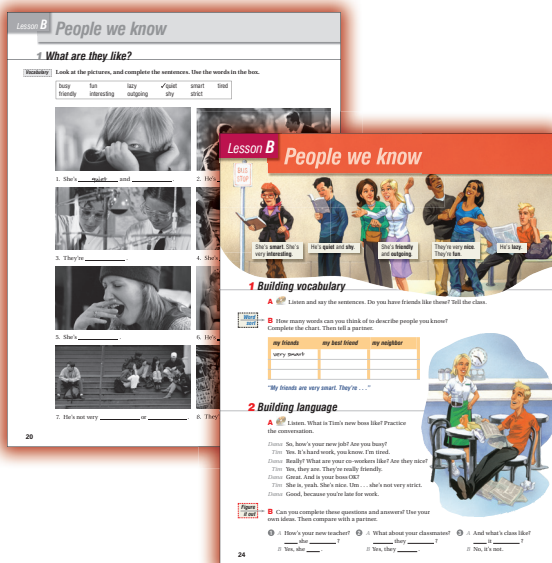 Lesson B People we know
1 What are they like?
Vocabulary Look at the pictures, and complete the sentences. Use the words in the box.
busy fun lazy ✓quiet smart tired
friendly interesting outgoing shy strict
1. She's quiet and .
2. He's
3. They're .
4. She's
5. She's .
6. He's
7. He's not very or .
8. They'
20
Lesson B People we know
BUS
STOP
She's smart. She's
very interesting.
He's quiet and shy.
She's friendly
and outgoing.
They're very nice.
They're fun.
He's lazy.
1 Building vocabulary
A Listen and say the sentences. Do you have friends like these? Tell the class.
Word
sort
B How many words can you think of to describe people you know?
Complete the chart. Then tell a partner.
my friends my best friend my neighbor
very smart
"My friends are very smart. They're . . ."
2 Building language
A Listen. What is Tim's new boss like? Practice
the conversation.
Dana So, how's your new job? Are you busy?
Tim Yes. It's hard work, you know. I'm tired.
Dana Really? What are your co-workers like? Are they nice?
Tim Yes, they are. They're really friendly.
Dana Great. And is your boss OK?
Tim She is, yeah. She's nice. Um . . . she's not very strict.
Dana Good, because you're late for work.
Figure
it out
B Can you complete these questions and answers? Use your
own ideas. Then compare with a partner.
1 A How's your new teacher? 2 A What about your classmates? 3 A And what's class like?
she ? they ? it ?
B Yes, she . B Yes, they . B No, it's not.
24